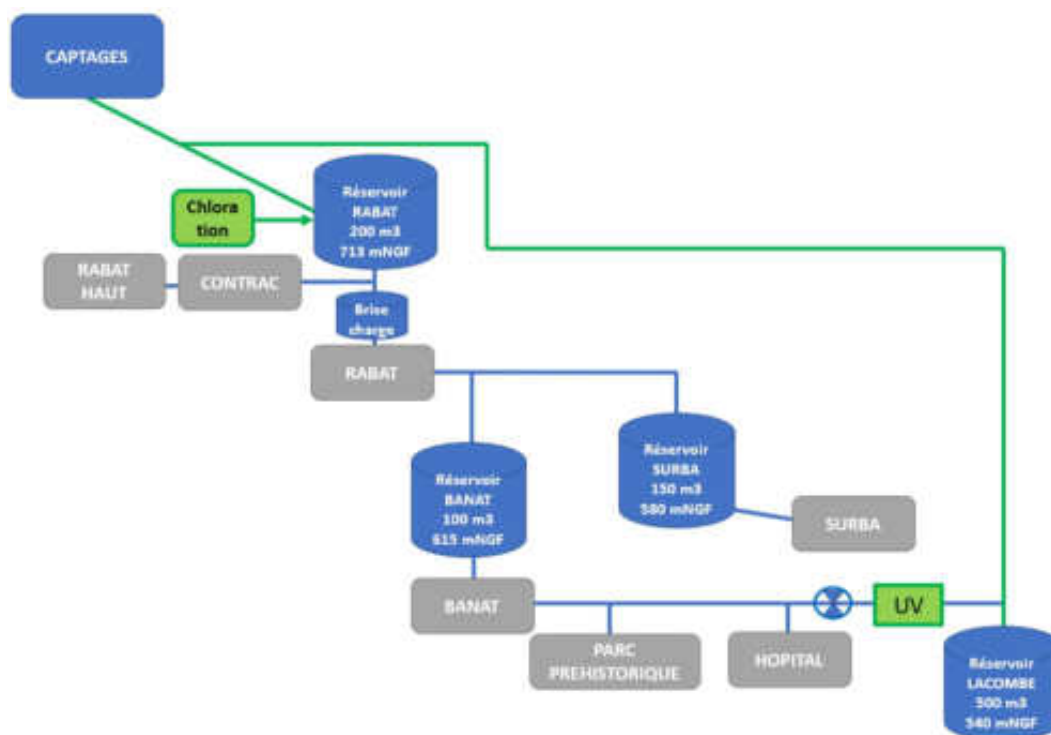 CAPTAGES
Réservoir
RABAT
200 m3
713 mNGF
Chlora
tion
RABAT
HAUT
CONTRAC
Brise
charge
RABAT
Réservoir
SURBA
150 m3
580 mNGF
Réservoir
BANAT
100 m3
615 mNGF
SURBA
BANAT
UV
PARC
PREHISTORIQUE
HOPITAL
Réservoir
LACOMBE
500 m3
540 mNGF